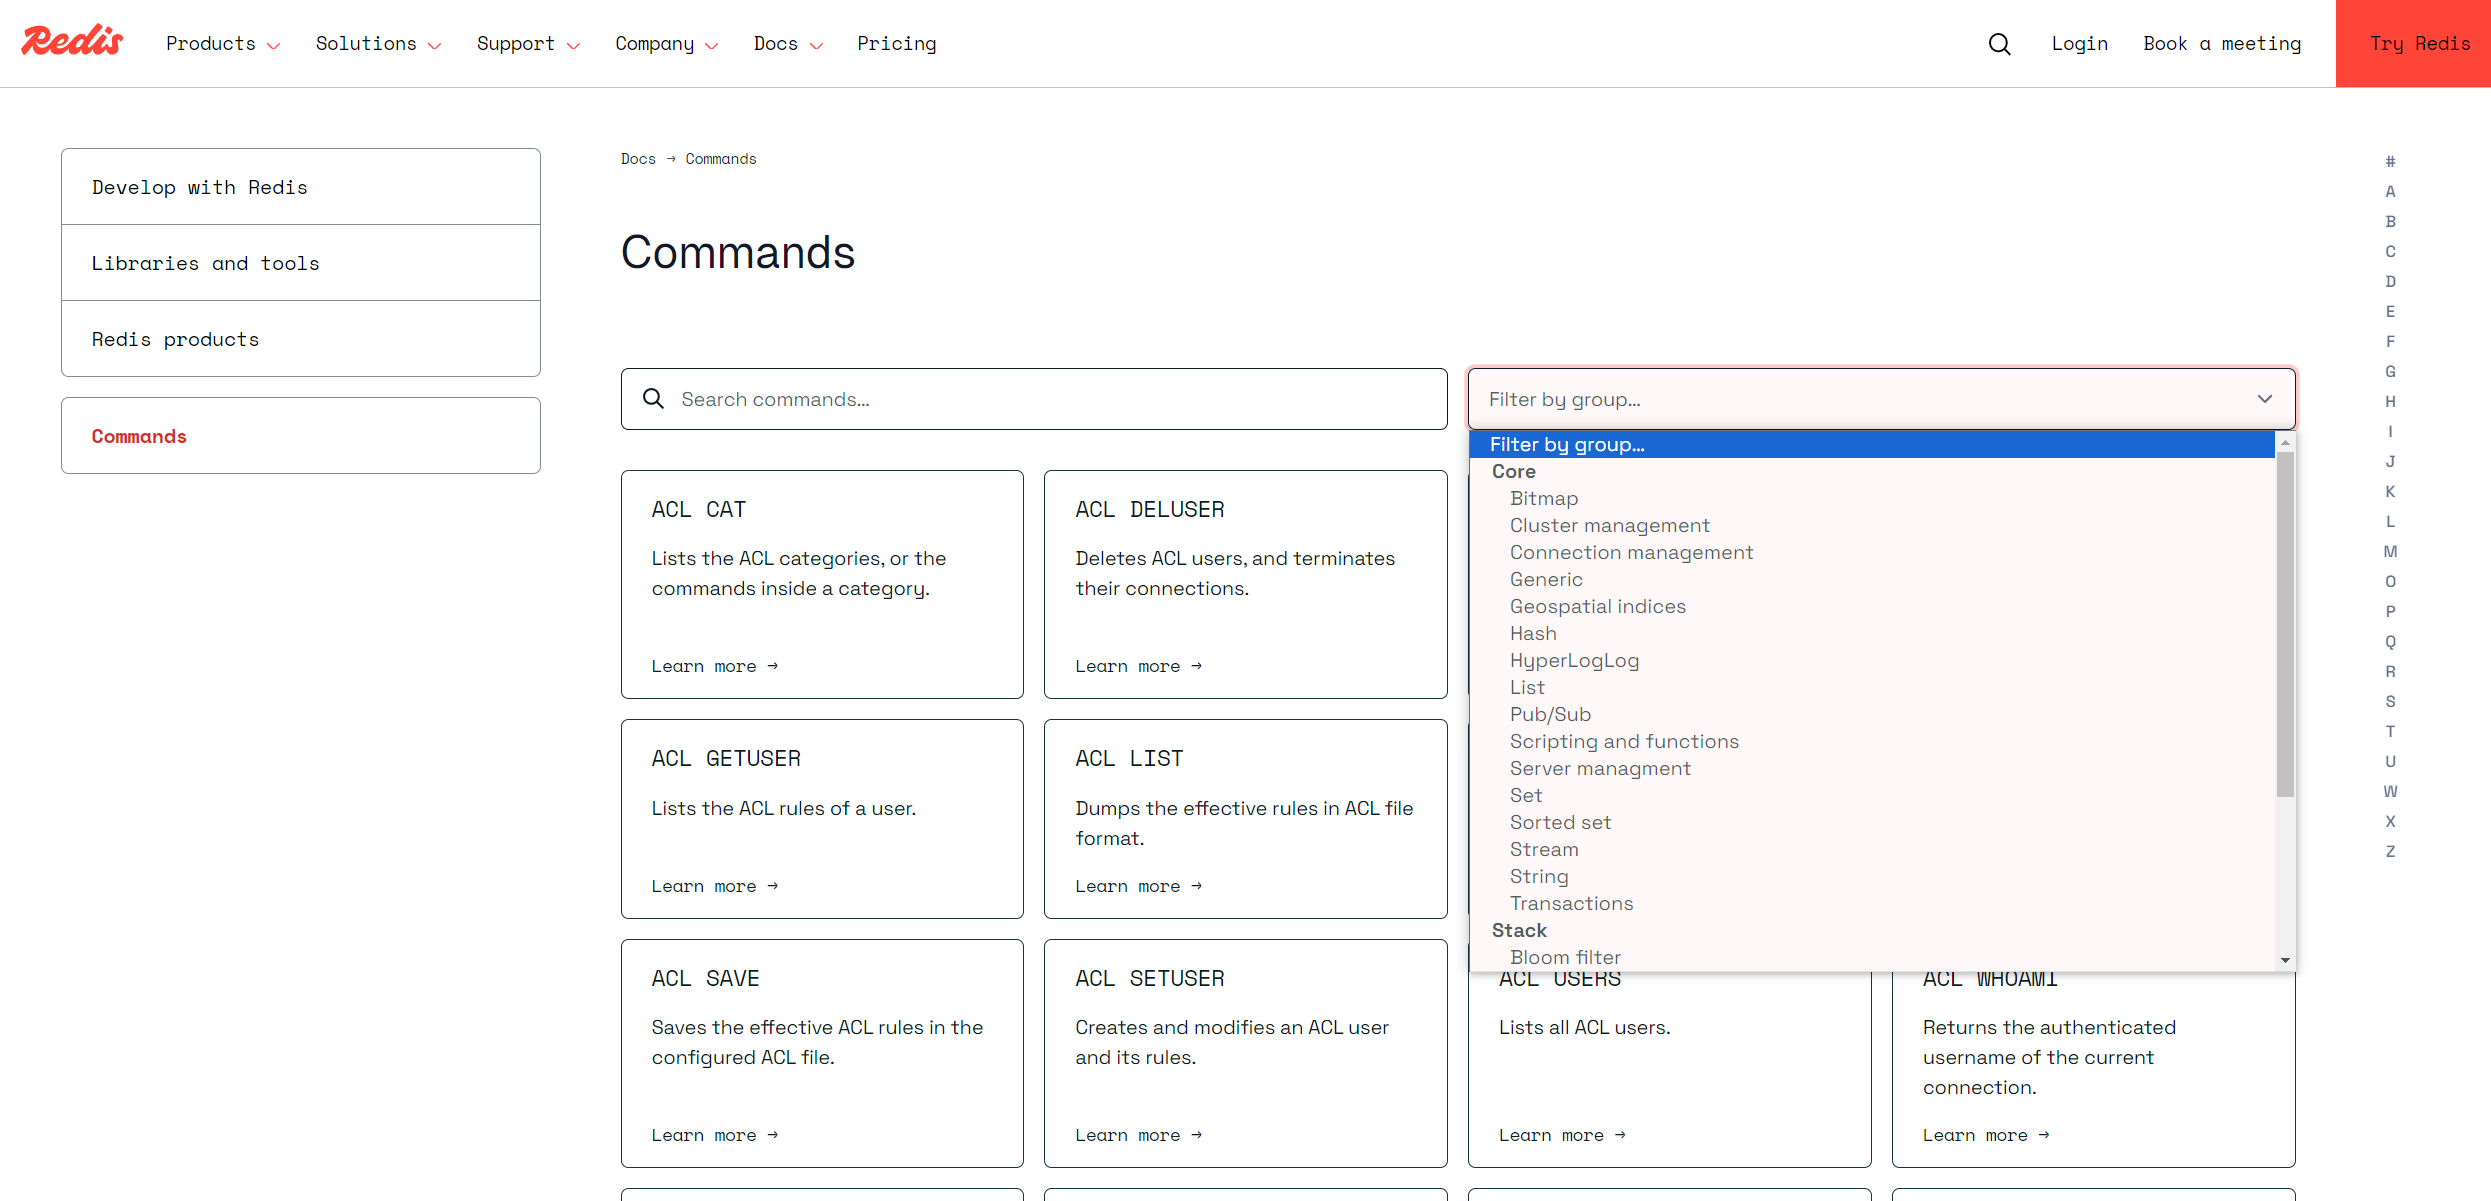 Redis
Products
Solutions
Support
Company
Docs
Pricing
Login
Book a meeting
Try Redis
Develop with Redis
Libraries and tools
Redis products
Commands
Docs → Commands
Commands
Search commands...
Filter by group...
Filter by group...
Core
Bitmap
Cluster management
Connection management
Generic
Geospatial indices
Hash
HyperLogLog
List
Pub/Sub
Scripting and functions
Server managment
Set
Sorted set
Stream
String
Transactions
Stack
Bloom filter
ACL CAT
Lists the ACL categories, or the
commands inside a category.
Learn more →
ACL DELUSER
Deletes ACL users, and terminates
their connections.
Learn more →
ACL GETUSER
Lists the ACL rules of a user.
Learn more →
ACL LIST
Dumps the effective rules in ACL file
format.
Learn more →
ACL SAVE
Saves the effective ACL rules in the
configured ACL file.
Learn more →
ACL SETUSER
Creates and modifies an ACL user
and its rules.
Learn more →
ACL USERS
Lists all ACL users.
Learn more →
ACL WHOAMI
Returns the authenticated
username of the current
connection.
Learn more →
#
A
B
C
D
E
F
G
H
I
J
K
L
M
O
P
Q
R
S
T
U
W
X
Z